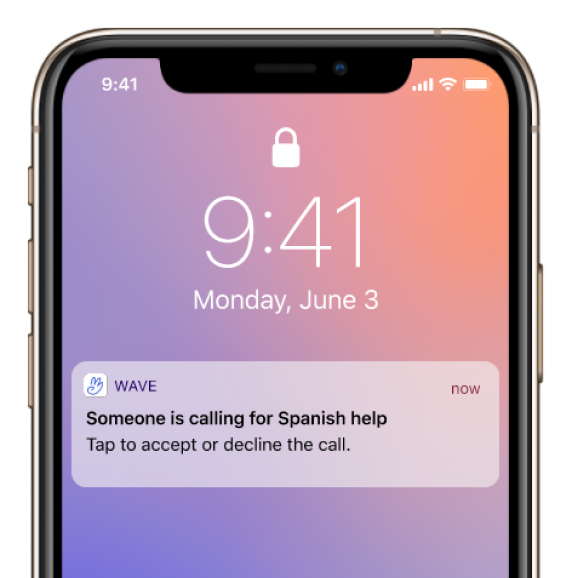 9:41
9:41
Monday, June 3
WAVE now
Someone is calling for Spanish help
Tap to accept or decline the call.